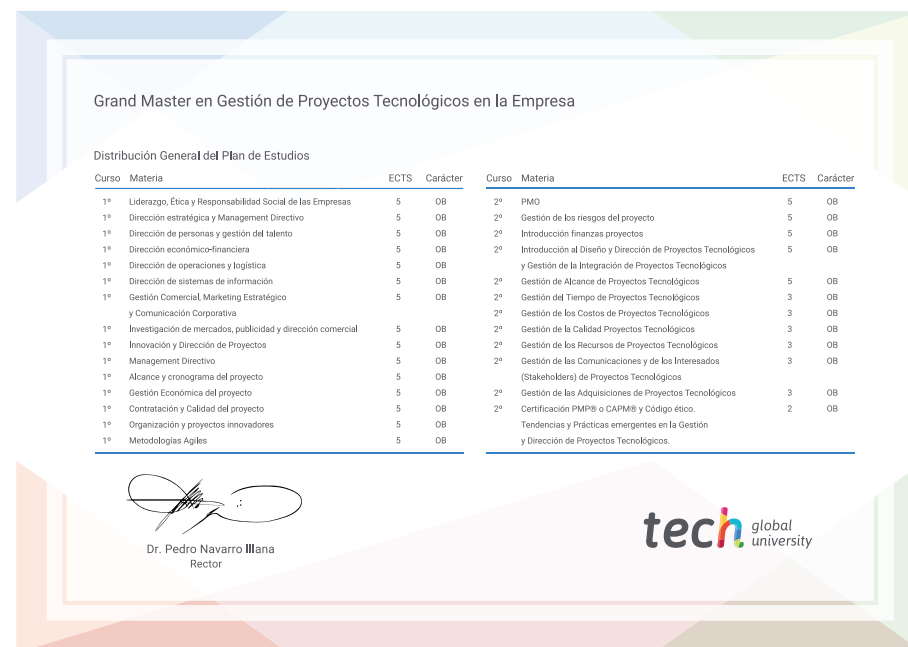 Grand Master en Gestión de Proyectos Tecnológicos en la Empresa
Distribución General del Plan de Estudios
Curso Materia ECTS Carácter
1º Liderazgo, Ética y Responsabilidad Social de las Empresas 5 OB
1º Dirección estratégica y Management Directivo 5 OB
1º Dirección de personas y gestión del talento 5 OB
1º Dirección económico-financiera 5 OB
1º Dirección de operaciones y logística 5 OB
1º Dirección de sistemas de información 5 OB
1º Gestión Comercial, Marketing Estratégico 5 OB
y Comunicación Corporativa
1º Investigación de mercados, publicidad y dirección comercial 5 OB
1º Innovación y Dirección de Proyectos 5 OB
1º Management Directivo 5 OB
1º Alcance y cronograma del proyecto 5 OB
1º Gestión Económica del proyecto 5 OB
1º Contratación y Calidad del proyecto 5 OB
1º Organización y proyectos innovadores 5 OB
1º Metodologías Agiles 5 OB
Curso Materia ECTS Carácter
2º PMO 5 OB
2º Gestión de los riesgos del proyecto 5 OB
2º Introducción finanzas proyectos 5 OB
2º Introducción al Diseño y Dirección de Proyectos Tecnológicos 5 OB
y Gestión de la Integración de Proyectos Tecnológicos
2º Gestión de Alcance de Proyectos Tecnológicos 5 OB
2º Gestión del Tiempo de Proyectos Tecnológicos 3 OB
2º Gestión de los Costos de Proyectos Tecnológicos 3 OB
2º Gestión de la Calidad Proyectos Tecnológicos 3 OB
2º Gestión de los Recursos de Proyectos Tecnológicos 3 OB
2º Gestión de las Comunicaciones y de los Interesados 3 OB
(Stakeholders) de Proyectos Tecnológicos
2º Gestión de las Adquisiciones de Proyectos Tecnológicos 3 OB
2º Certificación PMP® o CAPM® y Código ético. 2 OB
Tendencias y Prácticas emergentes en la Gestión
y Dirección de Proyectos Tecnológicos.
Dr. Pedro Navarro Illana
Rector
tech global
university